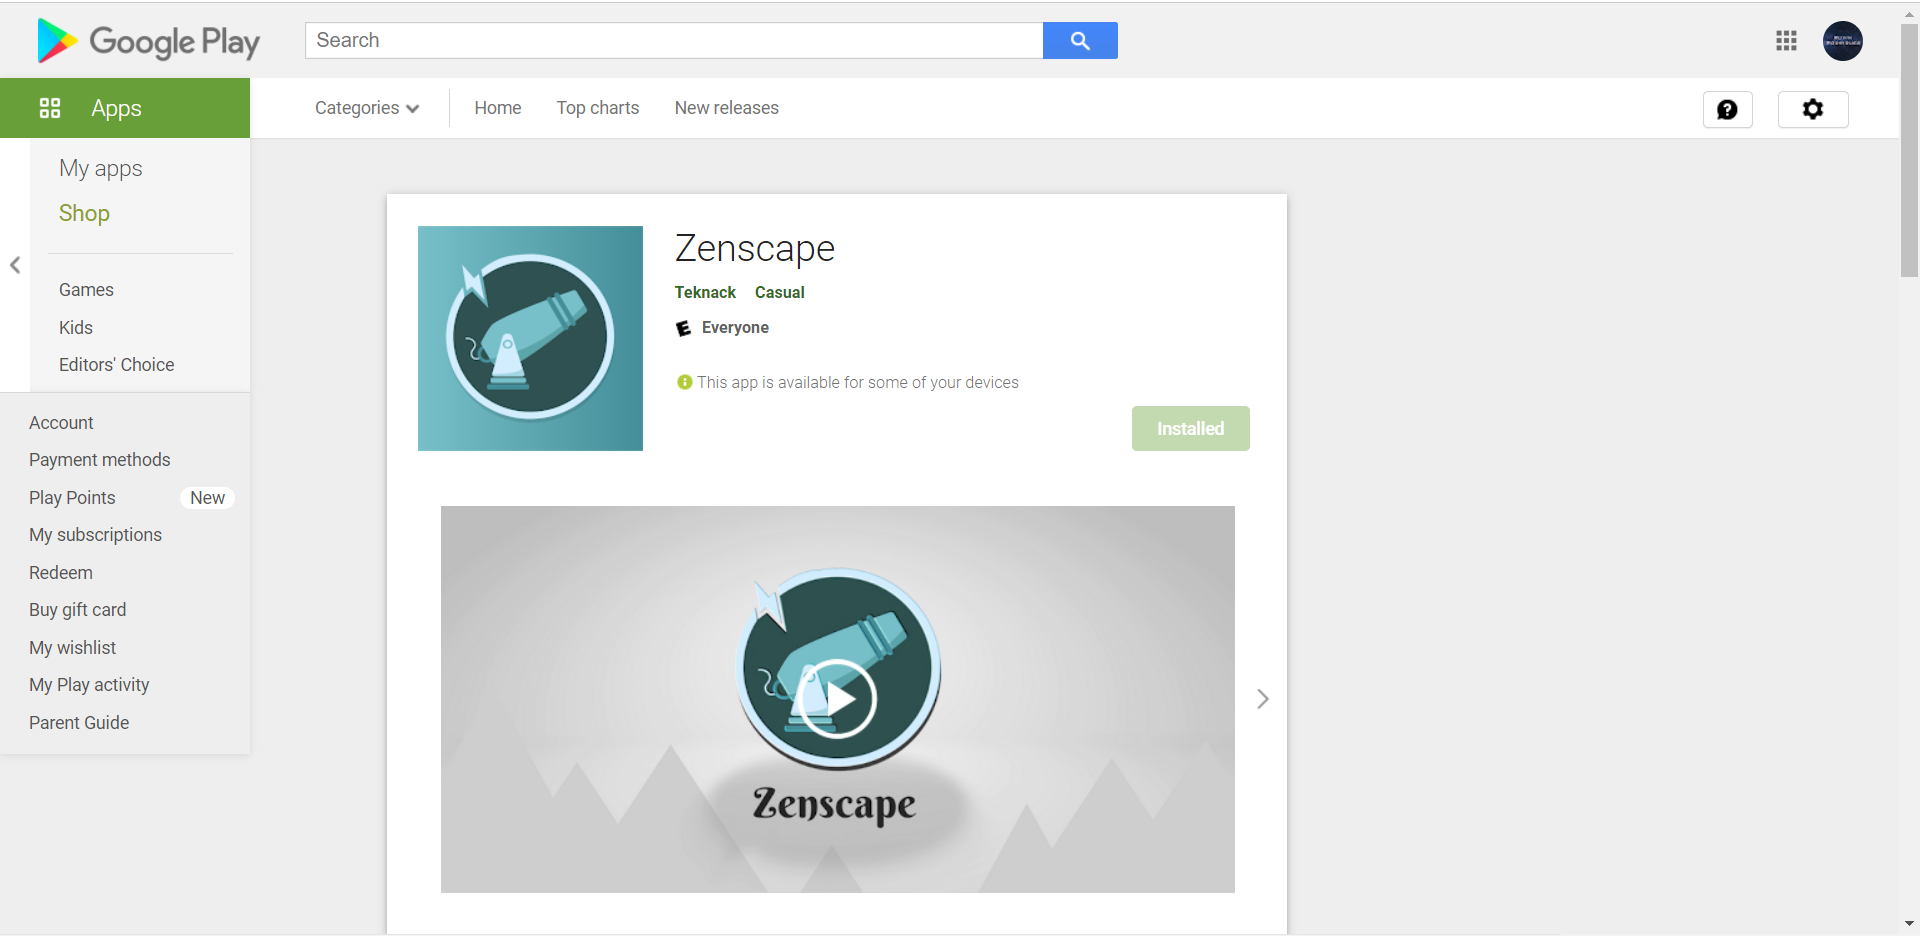 Google Play
Search
Apps
Categories
Home
Top charts
New releases
My apps
Shop
Games
Kids
Editors' Choice
Account
Payment methods
Play Points New
My subscriptions
Redeem
Buy gift card
My wishlist
My Play activity
Parent Guide
Zenscape
Teknack Casual
E Everyone
This app is available for some of your devices
Installed
Zenscape